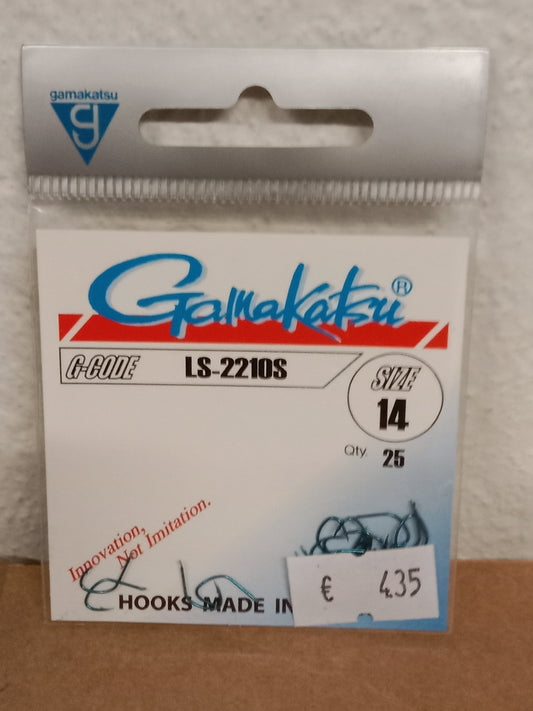 gamakatsu
g
Gamakatsu®
G-CODE LS-2210S
SIZE
14
Qty. 25
Innovation,
Not Imitation.
HOOKS MADE IN
€ 4.35